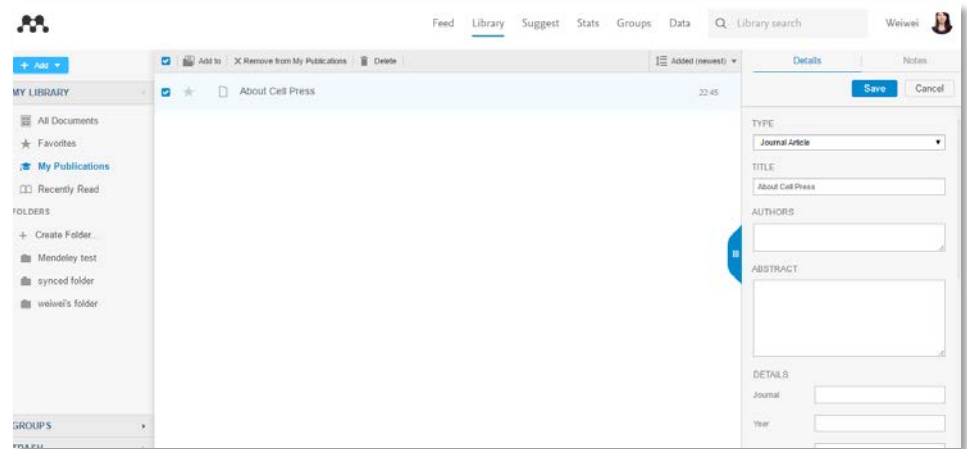 Feed Library Suggest Stats Groups Data Library search Weiwei
+ Add
Add to X Remove from My Publications Delete Added (newest) Details Notes
MY LIBRARY
About Cell Press 22:45
Save Cancel
All Documents
Favorites
My Publications
Recently Read
FOLDERS
+ Create Folder...
Mendeley test
synced folder
weiwei's folder
GROUPS
TYPE
Journal Article
TITLE
About Cell Press
AUTHORS
ABSTRACT
DETAILS
Journal
Year